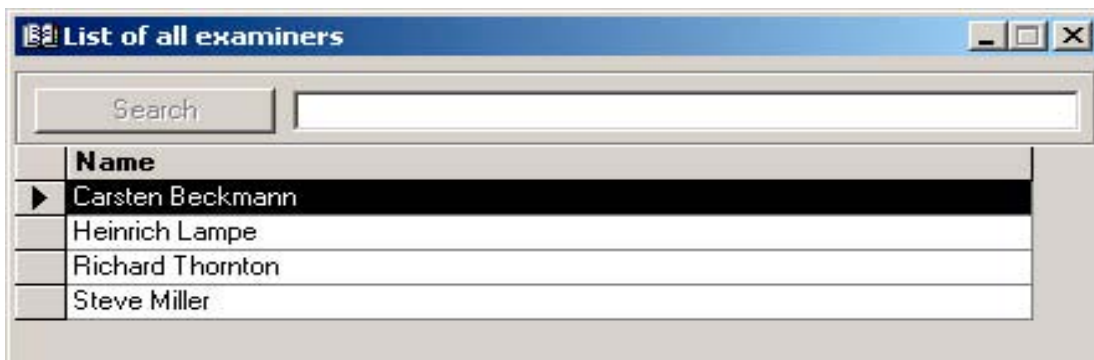 List of all examiners
Search
Name
Carsten Beckmann
Heinrich Lampe
Richard Thornton
Steve Miller